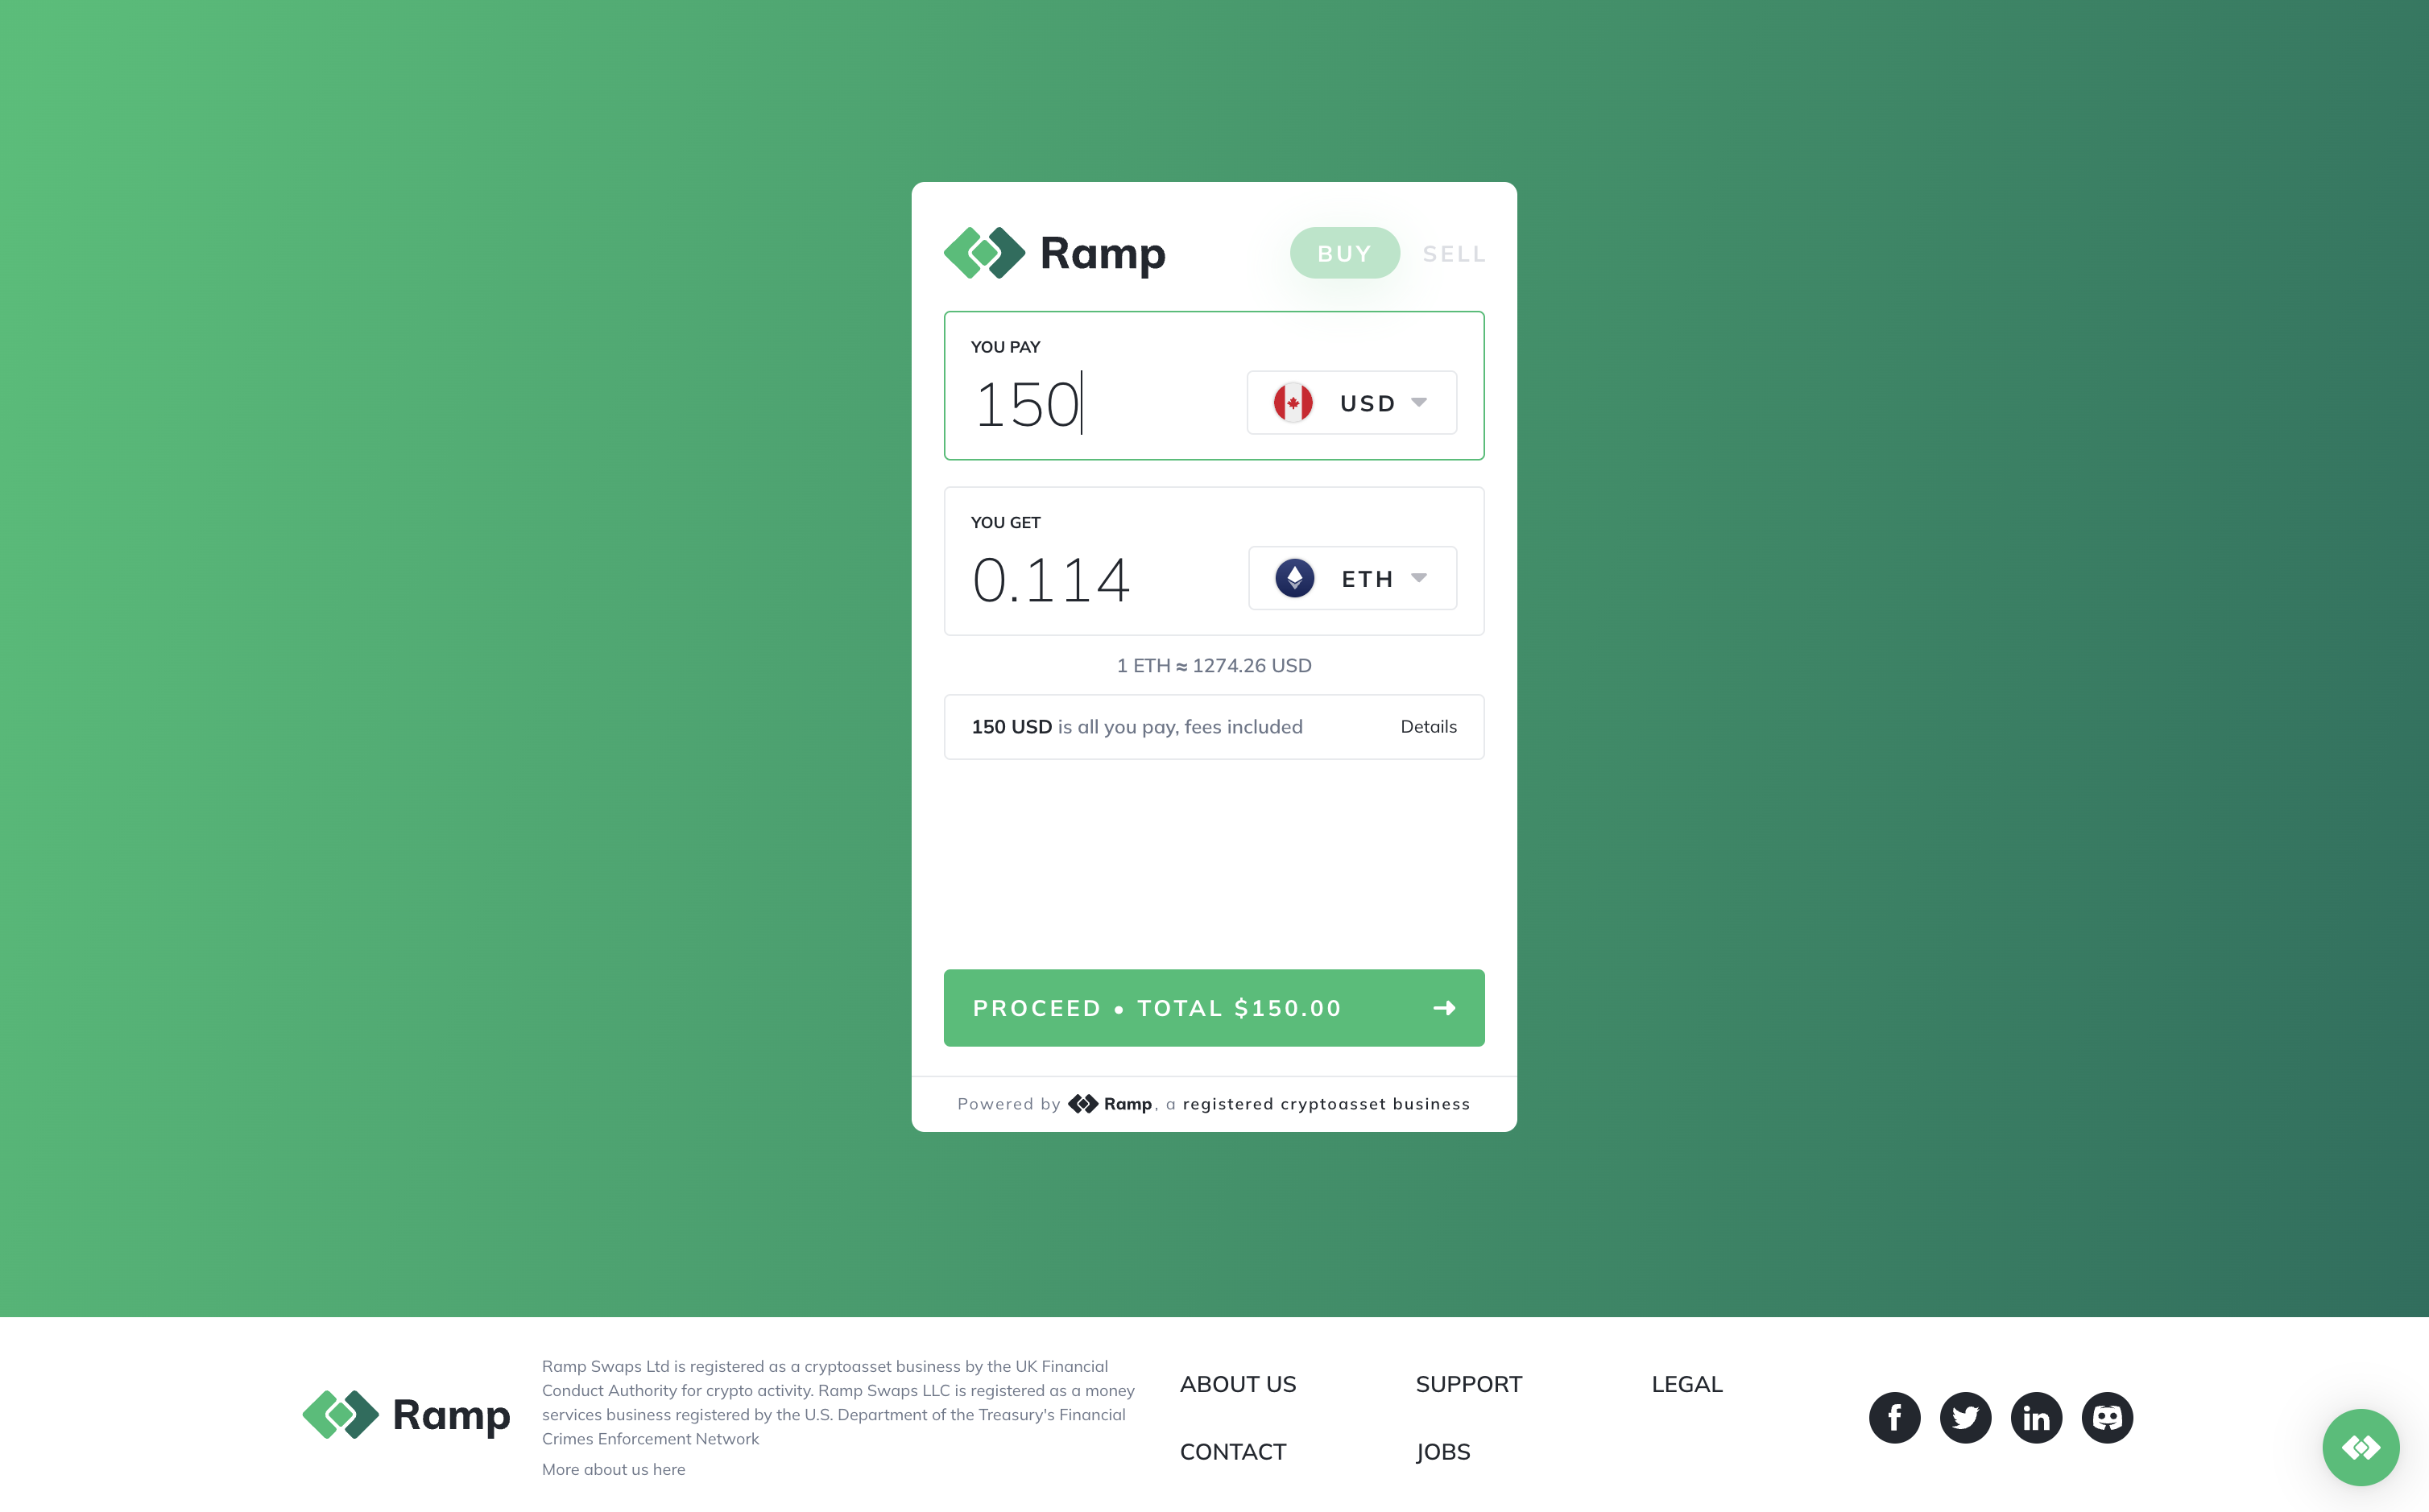 Ramp
BUY SELL
YOU PAY
150 USD
YOU GET
0.114 ETH
1 ETH ≈ 1274.26 USD
150 USD is all you pay, fees included Details
PROCEED • TOTAL $150.00
Powered by Ramp, a registered cryptoasset business
Ramp
Ramp Swaps Ltd is registered as a cryptoasset business by the UK Financial
Conduct Authority for crypto activity. Ramp Swaps LLC is registered as a money
services business registered by the U.S. Department of the Treasury's Financial
Crimes Enforcement Network
More about us here
ABOUT US SUPPORT LEGAL
CONTACT JOBS